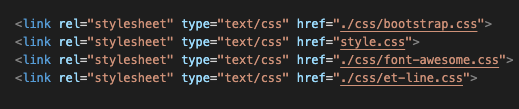 <link rel="stylesheet" type="text/css" href="./css/bootstrap.css">
<link rel="stylesheet" type="text/css" href="style.css">
<link rel="stylesheet" type="text/css" href="./css/font-awesome.css">
<link rel="stylesheet" type="text/css" href="./css/et-line.css">